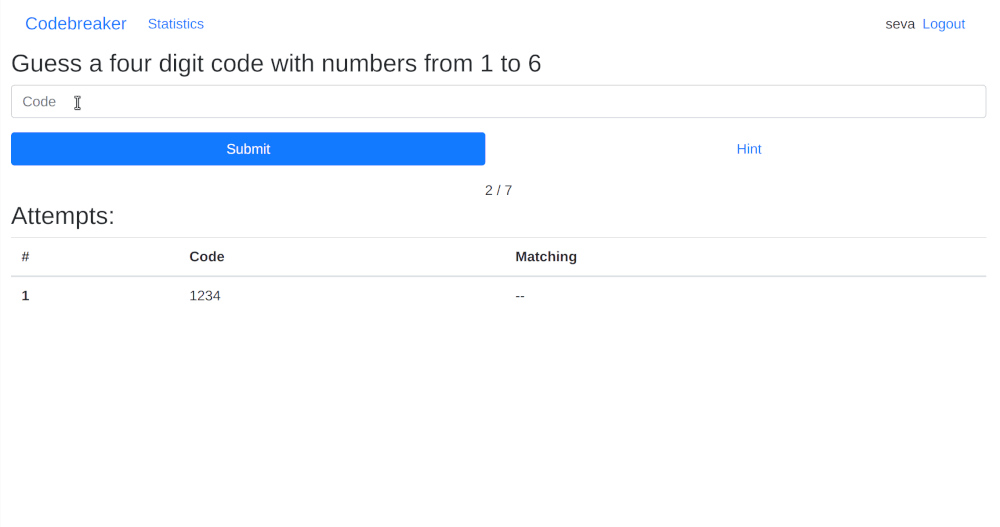 Codebreaker Statistics seva Logout
Guess a four digit code with numbers from 1 to 6
Code
Submit Hint
2 / 7
Attempts:
# Code Matching
1 1234 --